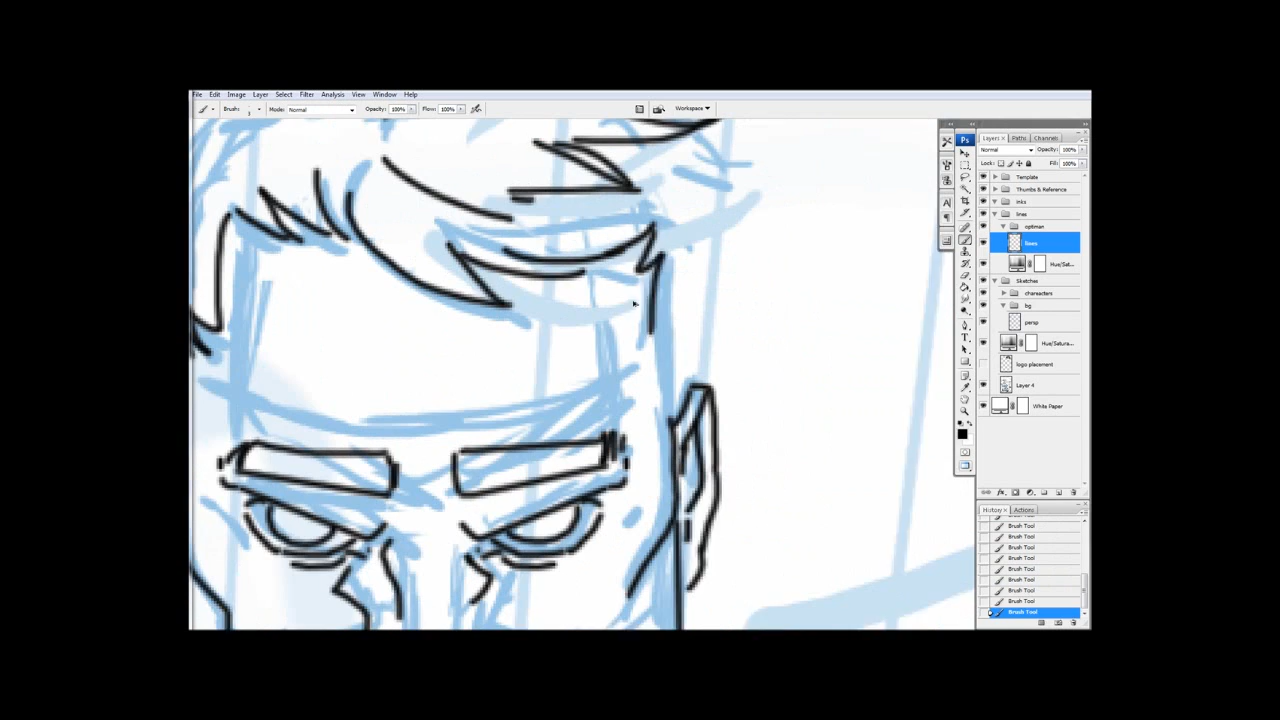 File Edit Image Layer Select Filter Analysis View Window Help
Brush: 3 Mode: Normal Opacity: 100% Flow: 100% Workspace
Layers Paths Channels
Normal Opacity: 100%
Lock: Fill: 100%
Template
Thumbs & Reference
inks
lines
optiman
lines
Hue/Sat...
Sketches
characters
bg
persp
Hue/Satura...
logo placement
Layer 4
White Paper
History Actions
Brush Tool
Brush Tool
Brush Tool
Brush Tool
Brush Tool
Brush Tool
Brush Tool
Brush Tool
Brush Tool